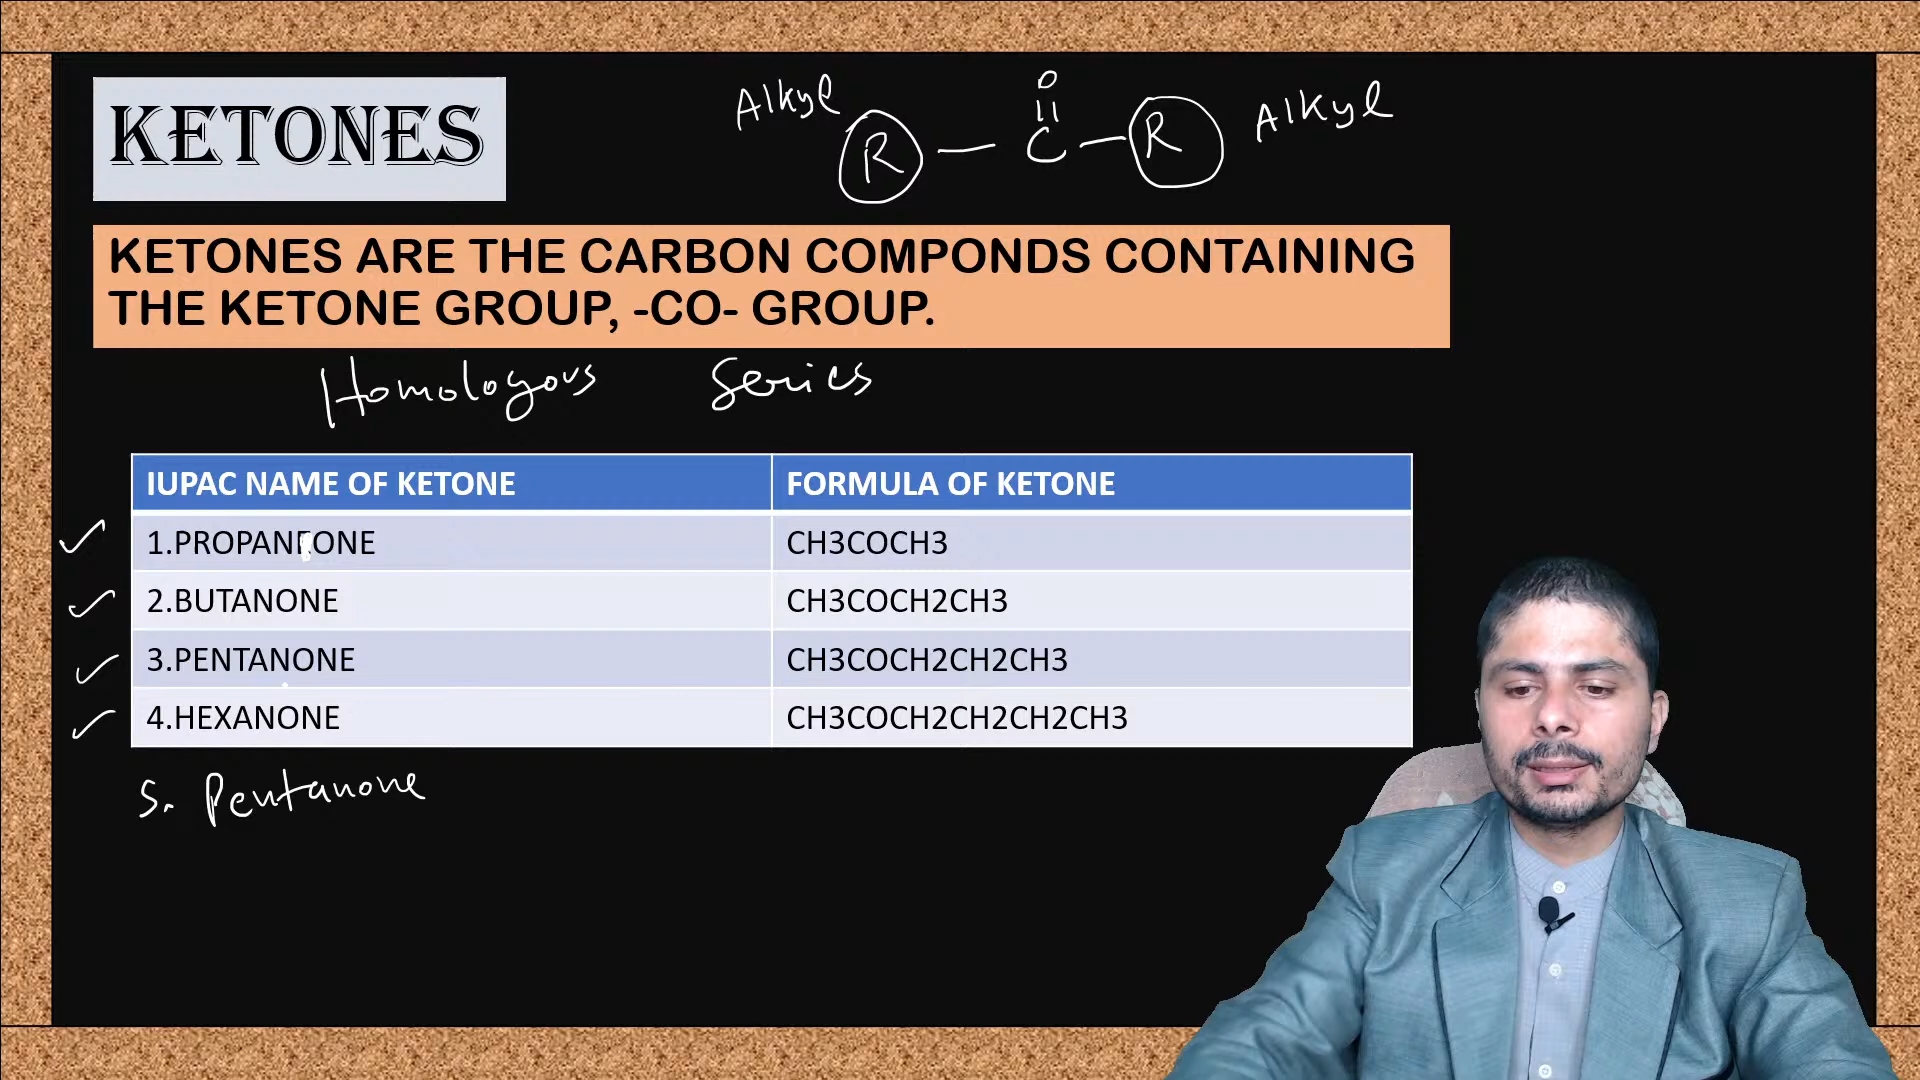 KETONES
Alkyl R — C — R Alkyl
O
||
KETONES ARE THE CARBON COMPONDS CONTAINING
THE KETONE GROUP, -CO- GROUP.
Homologous Series
IUPAC NAME OF KETONE FORMULA OF KETONE
1.PROPANEONE CH3COCH3
2.BUTANONE CH3COCH2CH3
3.PENTANONE CH3COCH2CH2CH3
4.HEXANONE CH3COCH2CH2CH2CH3
5. Pentanone